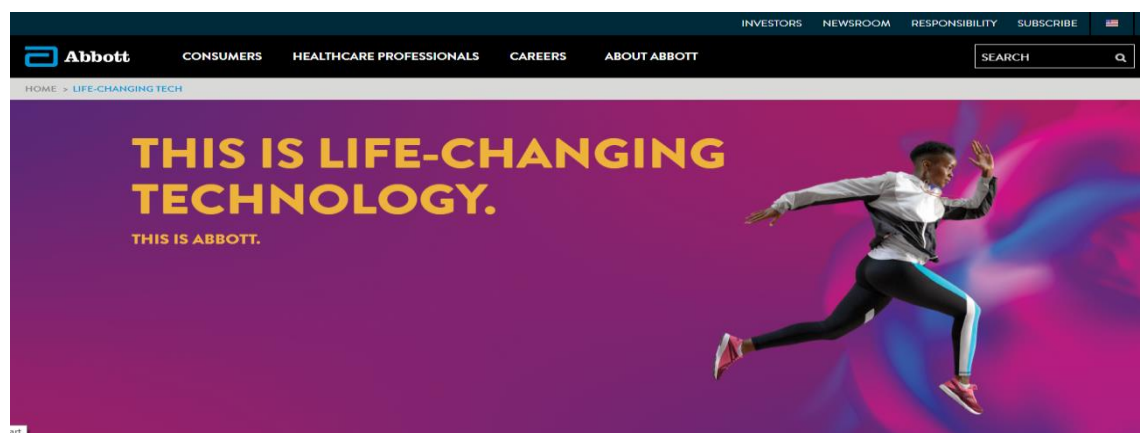 INVESTORS NEWSROOM RESPONSIBILITY SUBSCRIBE
Abbott CONSUMERS HEALTHCARE PROFESSIONALS CAREERS ABOUT ABBOTT SEARCH
HOME > LIFE-CHANGING TECH
THIS IS LIFE-CHANGING
TECHNOLOGY.
THIS IS ABBOTT.